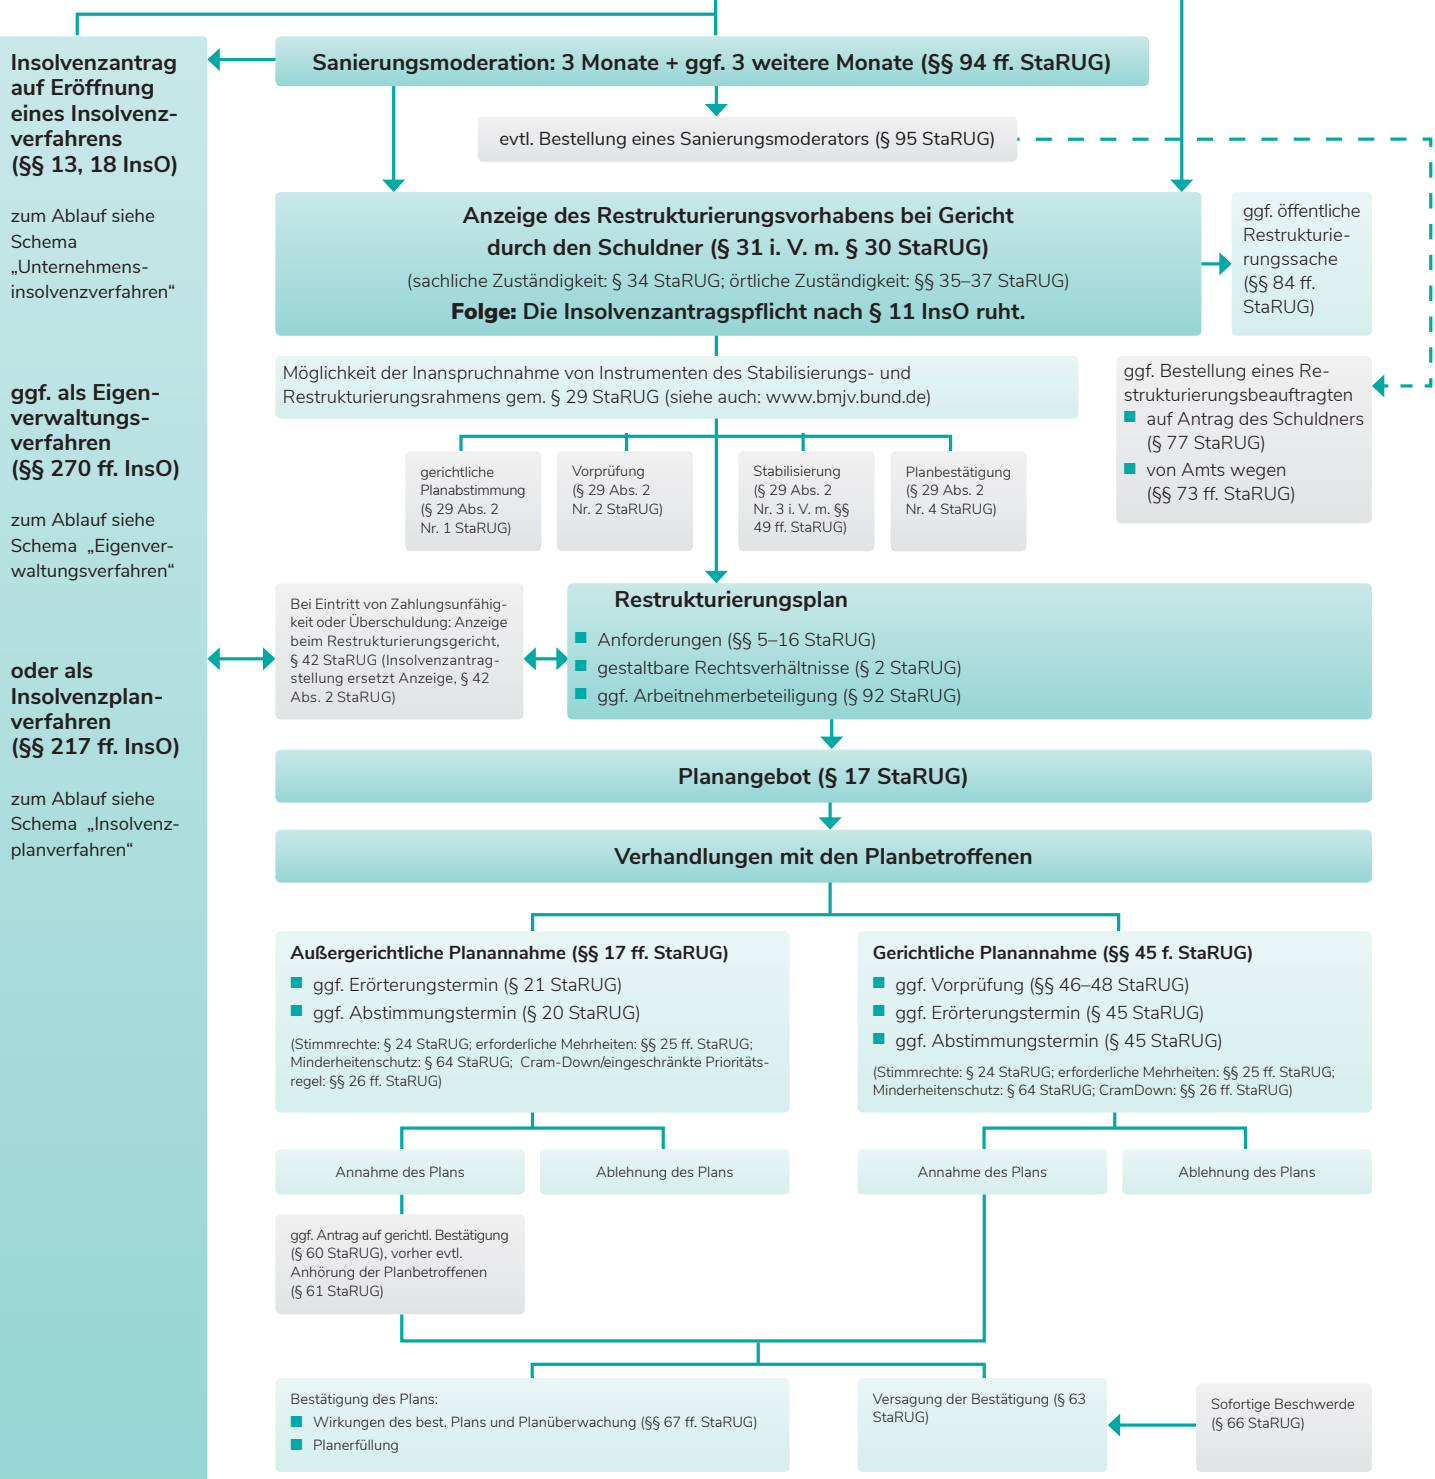 Insolvenzantrag
auf Eröffnung
eines Insolvenz-
verfahrens
(§§ 13, 18 InsO)
zum Ablauf siehe
Schema
„Unternehmens-
insolvenzverfahren“
ggf. als Eigen-
verwaltungs-
verfahren
(§§ 270 ff. InsO)
zum Ablauf siehe
Schema „Eigenver-
waltungsverfahren“
oder als
Insolvenzplan-
verfahren
(§§ 217 ff. InsO)
zum Ablauf siehe
Schema „Insolvenz-
planverfahren“
Sanierungsmoderation: 3 Monate + ggf. 3 weitere Monate (§§ 94 ff. StaRUG)
evtl. Bestellung eines Sanierungsmoderators (§ 95 StaRUG)
Anzeige des Restrukturierungsvorhabens bei Gericht
durch den Schuldner (§ 31 i. V. m. § 30 StaRUG)
(sachliche Zuständigkeit: § 34 StaRUG; örtliche Zuständigkeit: §§ 35–37 StaRUG)
Folge: Die Insolvenzantragspflicht nach § 11 InsO ruht.
ggf. öffentliche
Restrukturie-
rungssache
(§§ 84 ff.
StaRUG)
Möglichkeit der Inanspruchnahme von Instrumenten des Stabilisierungs- und
Restrukturierungsrahmens gem. § 29 StaRUG (siehe auch: www.bmjv.bund.de)
ggf. Bestellung eines Re-
strukturierungsbeauftragten
auf Antrag des Schuldners
(§ 77 StaRUG)
von Amts wegen
(§§ 73 ff. StaRUG)
gerichtliche
Planabstimmung
(§ 29 Abs. 2
Nr. 1 StaRUG)
Vorprüfung
(§ 29 Abs. 2
Nr. 2 StaRUG)
Stabilisierung
(§ 29 Abs. 2
Nr. 3 i. V. m. §§
49 ff. StaRUG)
Planbestätigung
(§ 29 Abs. 2
Nr. 4 StaRUG)
Bei Eintritt von Zahlungsunfähig-
keit oder Überschuldung: Anzeige
beim Restrukturierungsgericht,
§ 42 StaRUG (Insolvenzantrag-
stellung ersetzt Anzeige, § 42
Abs. 2 StaRUG)
Restrukturierungsplan
Anforderungen (§§ 5–16 StaRUG)
gestaltbare Rechtsverhältnisse (§ 2 StaRUG)
ggf. Arbeitnehmerbeteiligung (§ 92 StaRUG)
Planangebot (§ 17 StaRUG)
Verhandlungen mit den Planbetroffenen
Außergerichtliche Planannahme (§§ 17 ff. StaRUG)
ggf. Erörterungstermin (§ 21 StaRUG)
ggf. Abstimmungstermin (§ 20 StaRUG)
(Stimmrechte: § 24 StaRUG; erforderliche Mehrheiten: §§ 25 ff. StaRUG;
Minderheitenschutz: § 64 StaRUG; Cram-Down/eingeschränkte Prioritäts-
regel: §§ 26 ff. StaRUG)
Gerichtliche Planannahme (§§ 45 f. StaRUG)
ggf. Vorprüfung (§§ 46–48 StaRUG)
ggf. Erörterungstermin (§ 45 StaRUG)
ggf. Abstimmungstermin (§ 45 StaRUG)
(Stimmrechte: § 24 StaRUG; erforderliche Mehrheiten: §§ 25 ff. StaRUG;
Minderheitenschutz: § 64 StaRUG; CramDown: §§ 26 ff. StaRUG)
Annahme des Plans
Ablehnung des Plans
Annahme des Plans
Ablehnung des Plans
ggf. Antrag auf gerichtl. Bestätigung
(§ 60 StaRUG), vorher evtl.
Anhörung der Planbetroffenen
(§ 61 StaRUG)
Bestätigung des Plans:
Wirkungen des best. Plans und Planüberwachung (§§ 67 ff. StaRUG)
Planerfüllung
Versagung der Bestätigung (§ 63
StaRUG)
Sofortige Beschwerde
(§ 66 StaRUG)